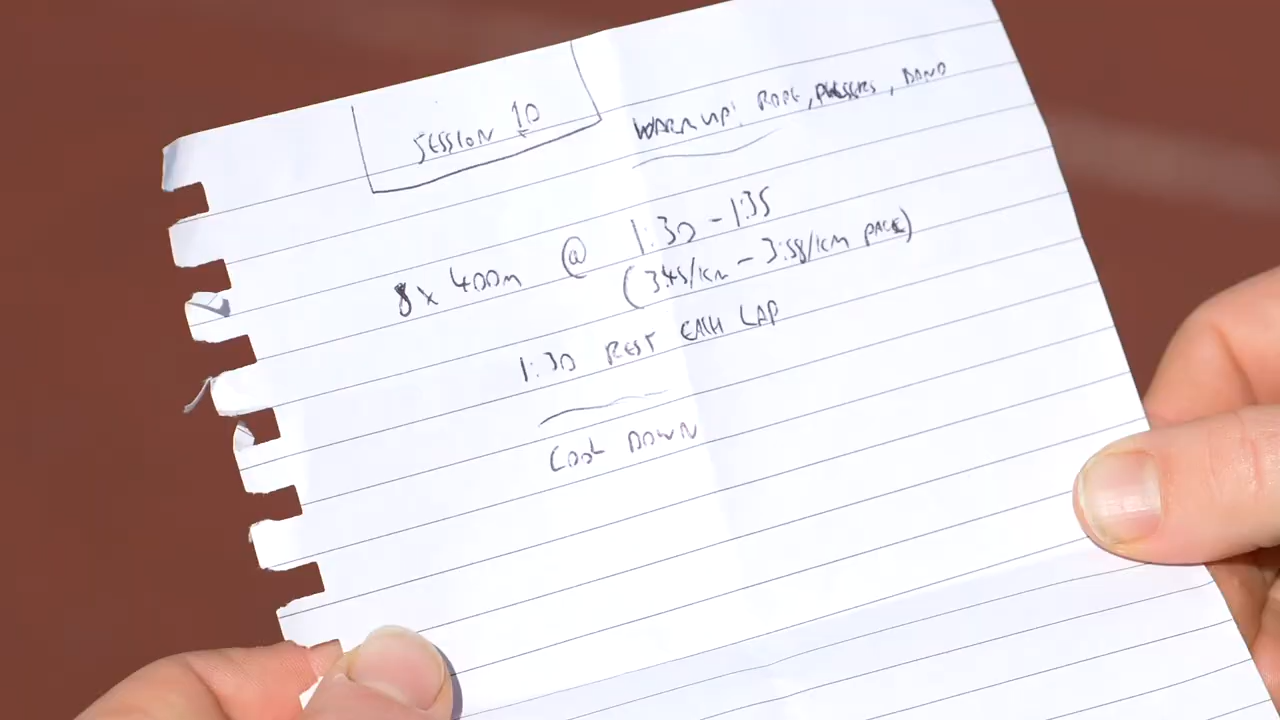 SESSION 10
WARM UP: ROPE, PLYSSES, BAND
8 x 400m @ 1:30 - 1:35
(3:45/KM - 3:58/KM PACE)
1:30 REST EACH LAP
COOL DOWN